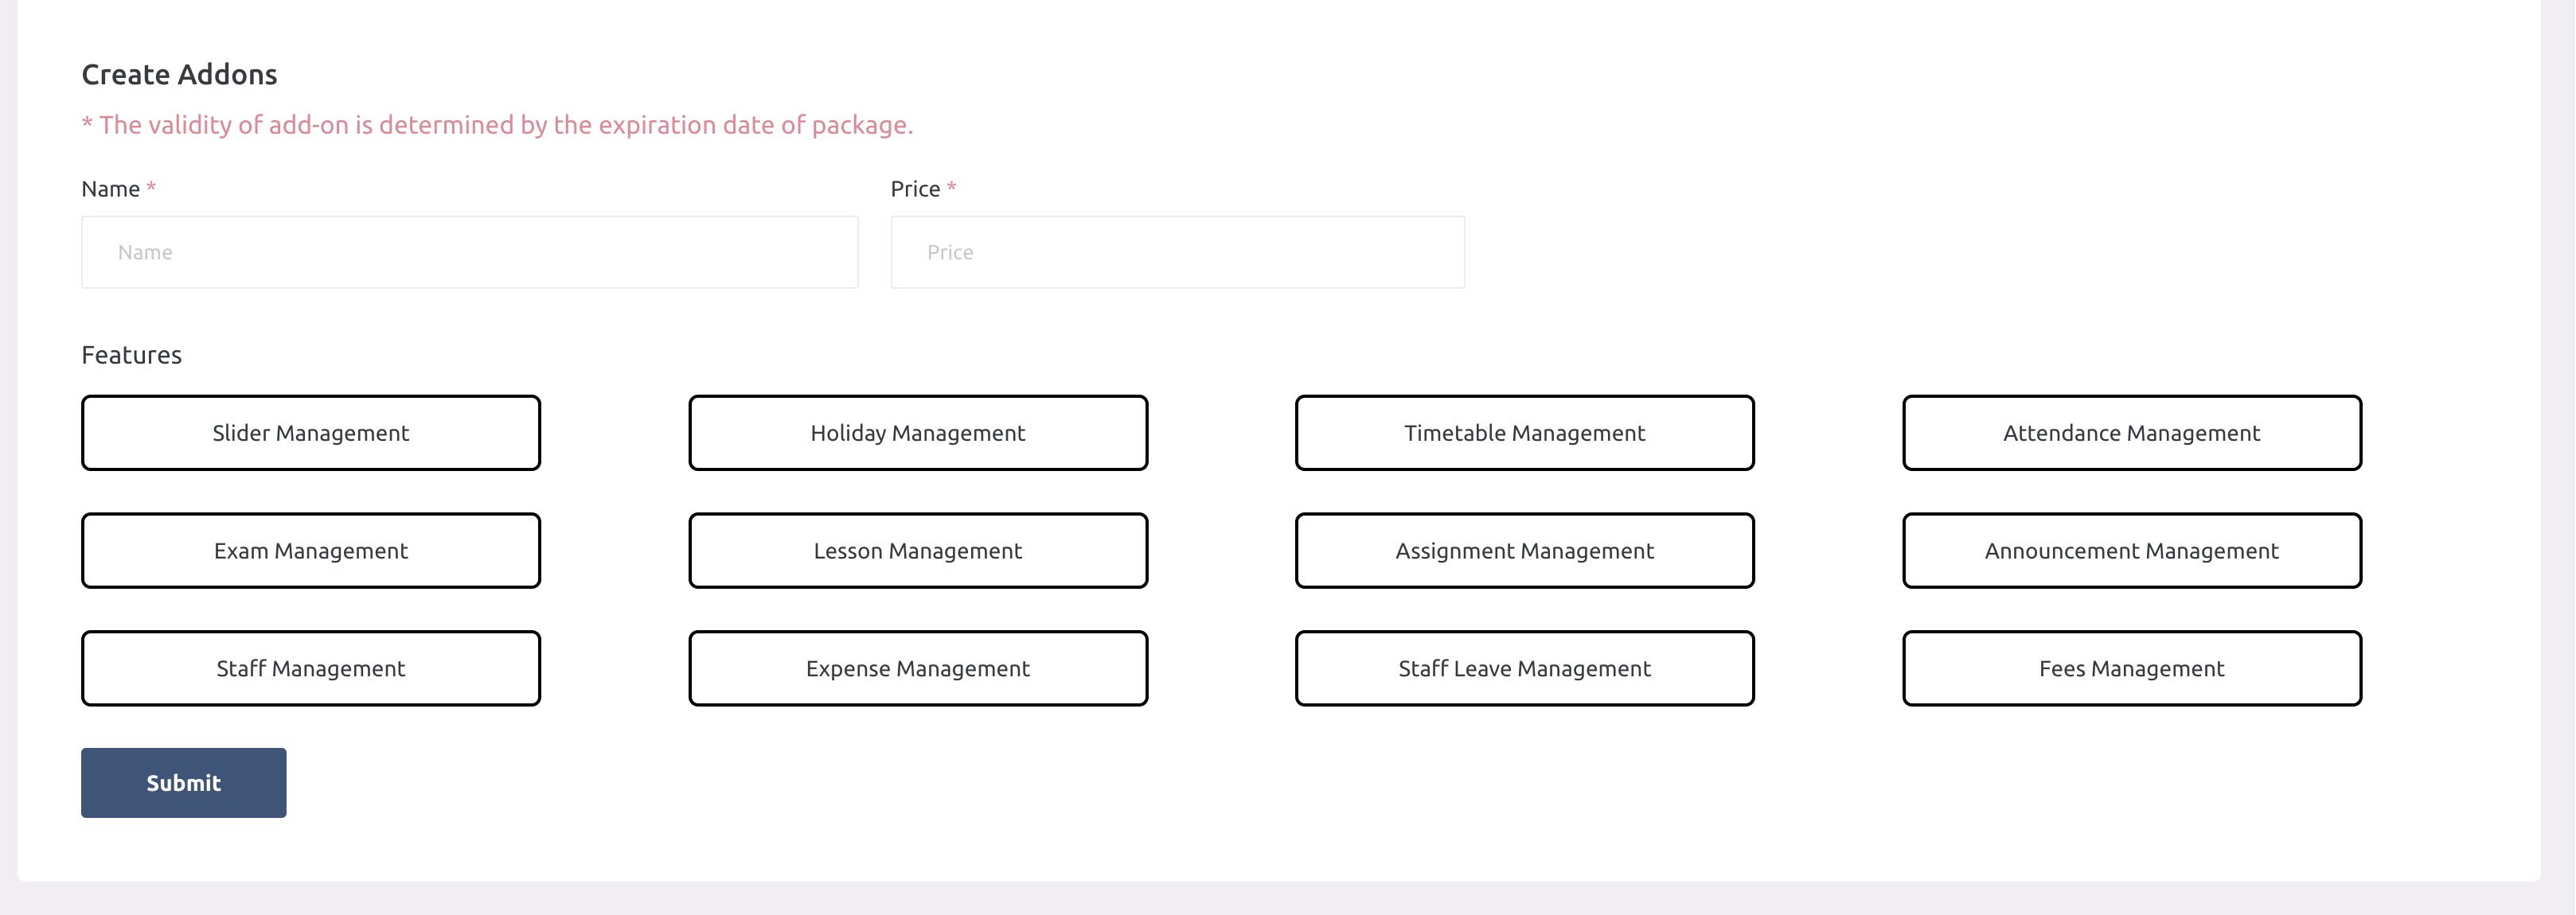 Create Addons
* The validity of add-on is determined by the expiration date of package.
Name * Price *
Name Price
Features
Slider Management Holiday Management Timetable Management Attendance Management
Exam Management Lesson Management Assignment Management Announcement Management
Staff Management Expense Management Staff Leave Management Fees Management
Submit